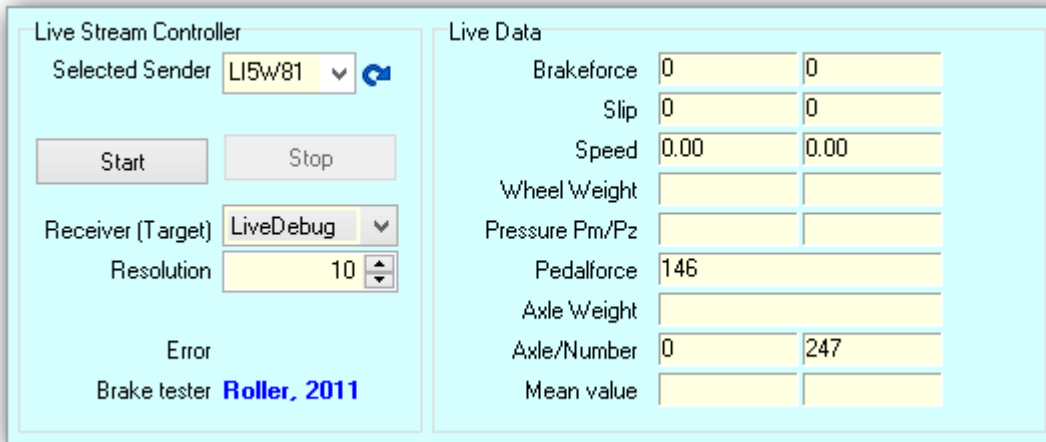 Live Stream Controller
Selected Sender LI5W81
Start Stop
Receiver (Target) LiveDebug
Resolution 10
Error
Brake tester Roller, 2011
Live Data
Brakeforce 0 0
Slip 0 0
Speed 0.00 0.00
Wheel Weight
Pressure Pm/Pz
Pedalforce 146
Axle Weight
Axle/Number 0 247
Mean value